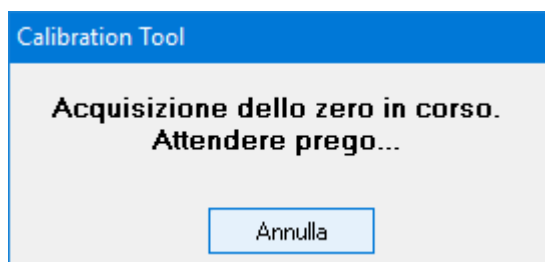 Calibration Tool
Acquisizione dello zero in corso.
Attendere prego...
Annulla